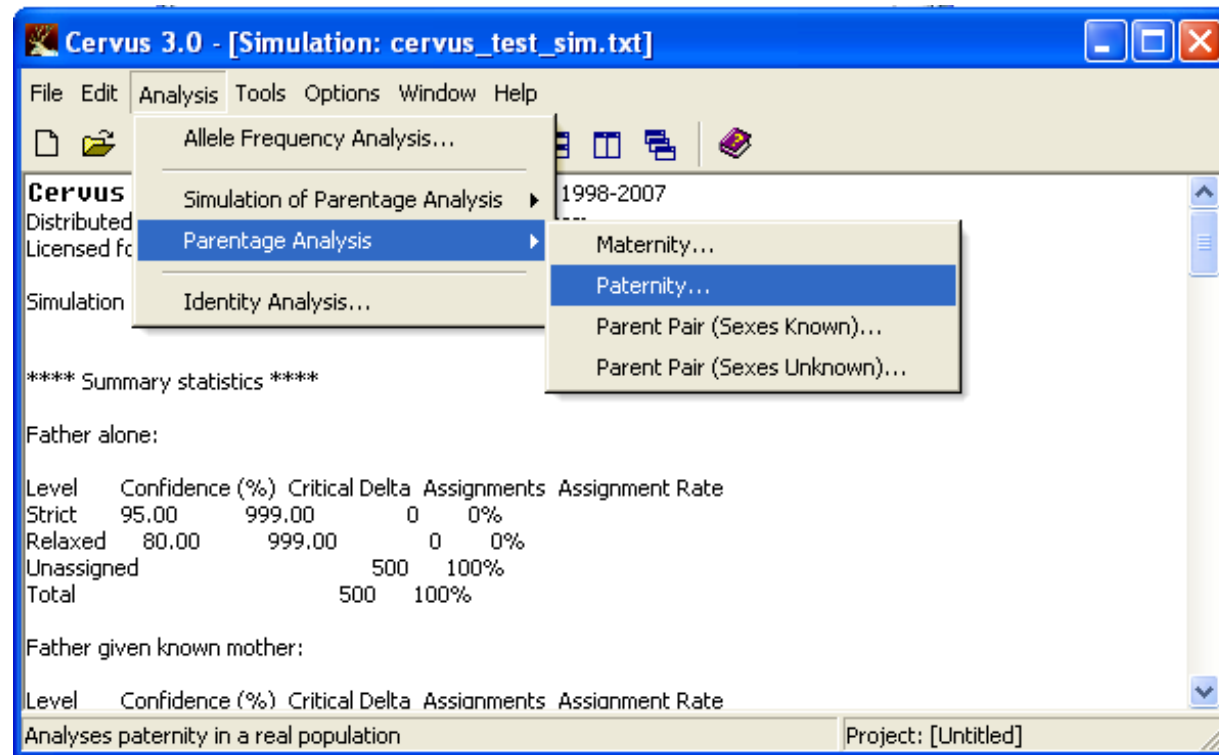 Cervus 3.0 - [Simulation: cervus_test_sim.txt]
File Edit Analysis Tools Options Window Help
Allele Frequency Analysis...
Simulation of Parentage Analysis
Parentage Analysis
Identity Analysis...
Maternity...
Paternity...
Parent Pair (Sexes Known)...
Parent Pair (Sexes Unknown)...
Cervus 1998-2007
Distributed
Licensed
Simulation
**** Summary statistics ****
Father alone:
Level Confidence (%) Critical Delta Assignments Assignment Rate
Strict 95.00 999.00 0 0%
Relaxed 80.00 999.00 0 0%
Unassigned 500 100%
Total 500 100%
Father given known mother:
Level Confidence (%) Critical Delta Assignments Assignment Rate
Analyses paternity in a real population Project: [Untitled]